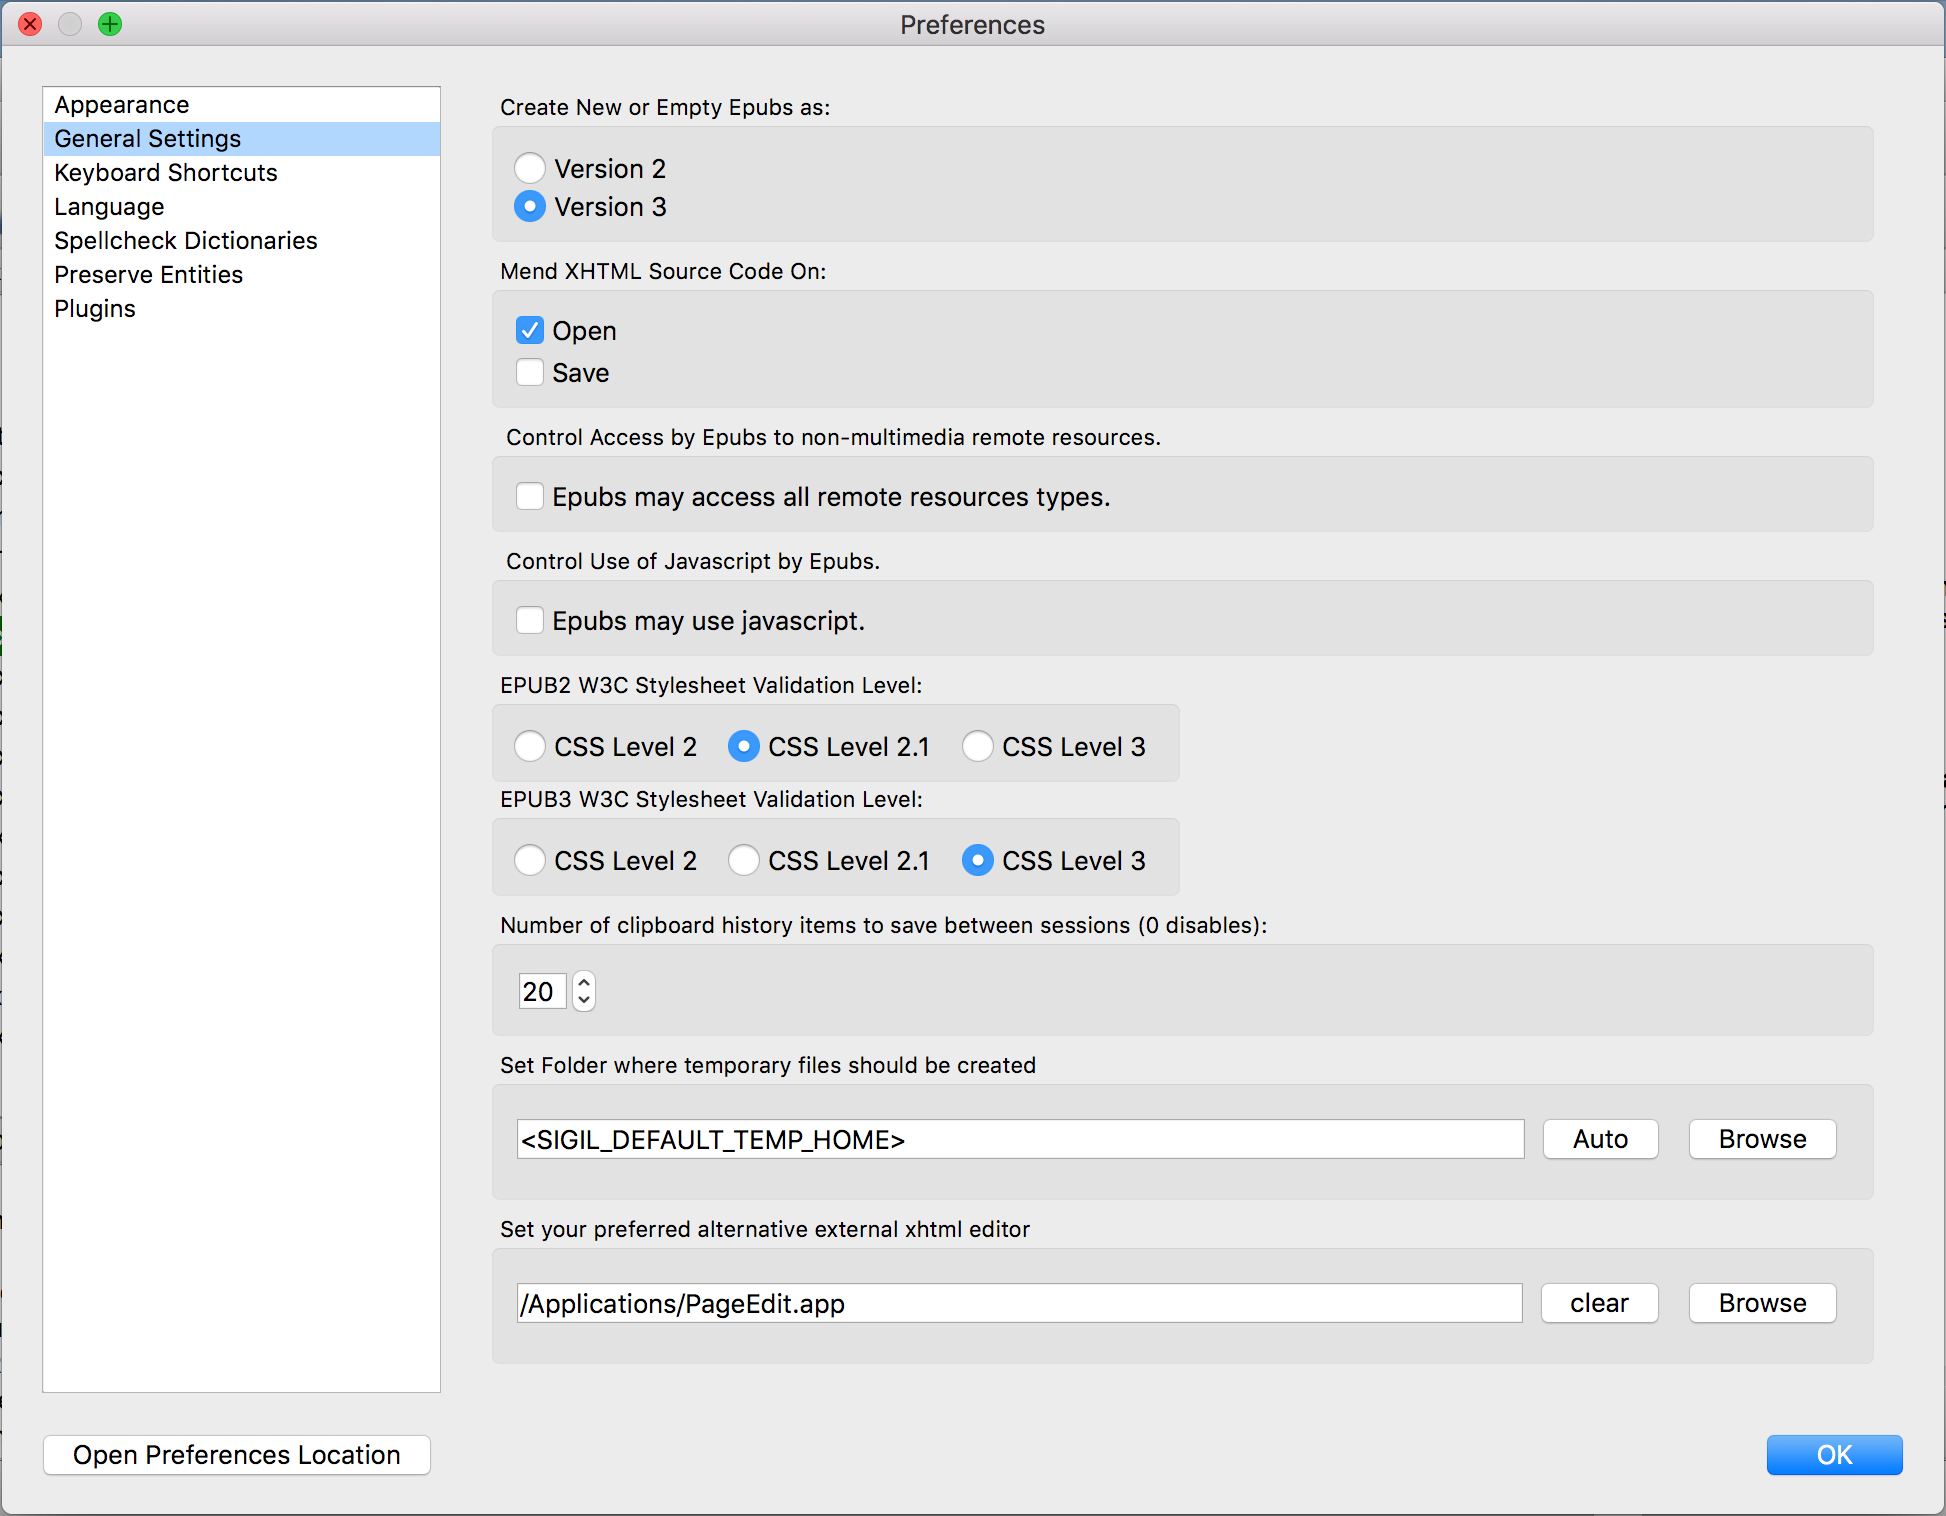 Preferences
Appearance
General Settings
Keyboard Shortcuts
Language
Spellcheck Dictionaries
Preserve Entities
Plugins
Create New or Empty Epubs as:
Version 2
Version 3
Mend XHTML Source Code On:
Open
Save
Control Access by Epubs to non-multimedia remote resources.
Epubs may access all remote resources types.
Control Use of Javascript by Epubs.
Epubs may use javascript.
EPUB2 W3C Stylesheet Validation Level:
CSS Level 2 CSS Level 2.1 CSS Level 3
EPUB3 W3C Stylesheet Validation Level:
CSS Level 2 CSS Level 2.1 CSS Level 3
Number of clipboard history items to save between sessions (0 disables):
20
Set Folder where temporary files should be created
<SIGIL_DEFAULT_TEMP_HOME> Auto Browse
Set your preferred alternative external xhtml editor
/Applications/PageEdit.app clear Browse
Open Preferences Location OK